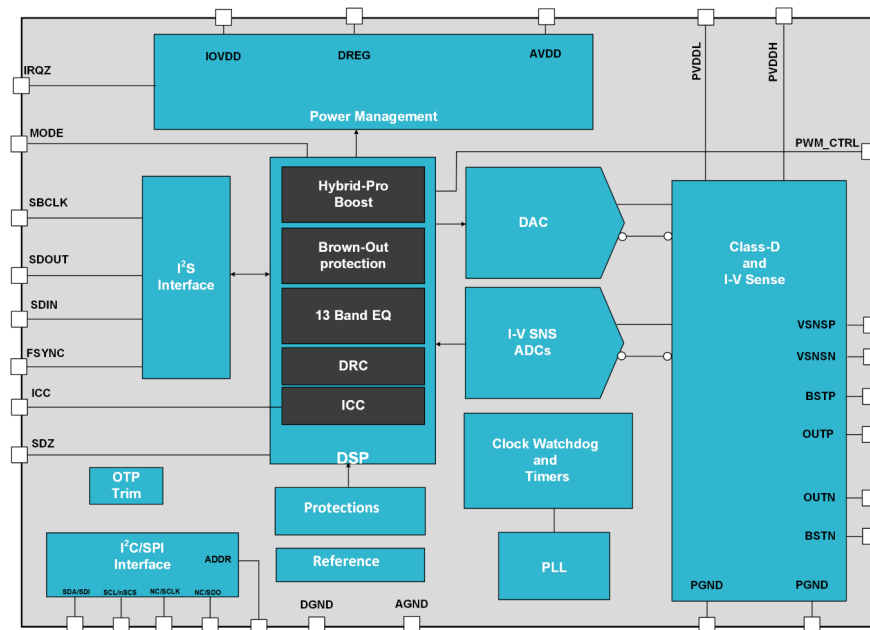 IOVDD
DREG
AVDD
Power Management
PVDDL
PVDDH
IRQZ
MODE
PWM_CTRL
SBCLK
SDOUT
SDIN
FSYNC
ICC
SDZ
I²S
Interface
Hybrid-Pro
Boost
Brown-Out
protection
13 Band EQ
DRC
ICC
DSP
DAC
I-V SNS
ADCs
Class-D
and
I-V Sense
VSNSP
VSNSN
BSTP
OUTP
OUTN
BSTN
PGND
PGND
Clock Watchdog
and
Timers
PLL
OTP
Trim
Protections
Reference
I²C/SPI
Interface
ADDR
SDA/SDI
SCL/nSCS
NC/SCLK
NC/SDO
DGND
AGND